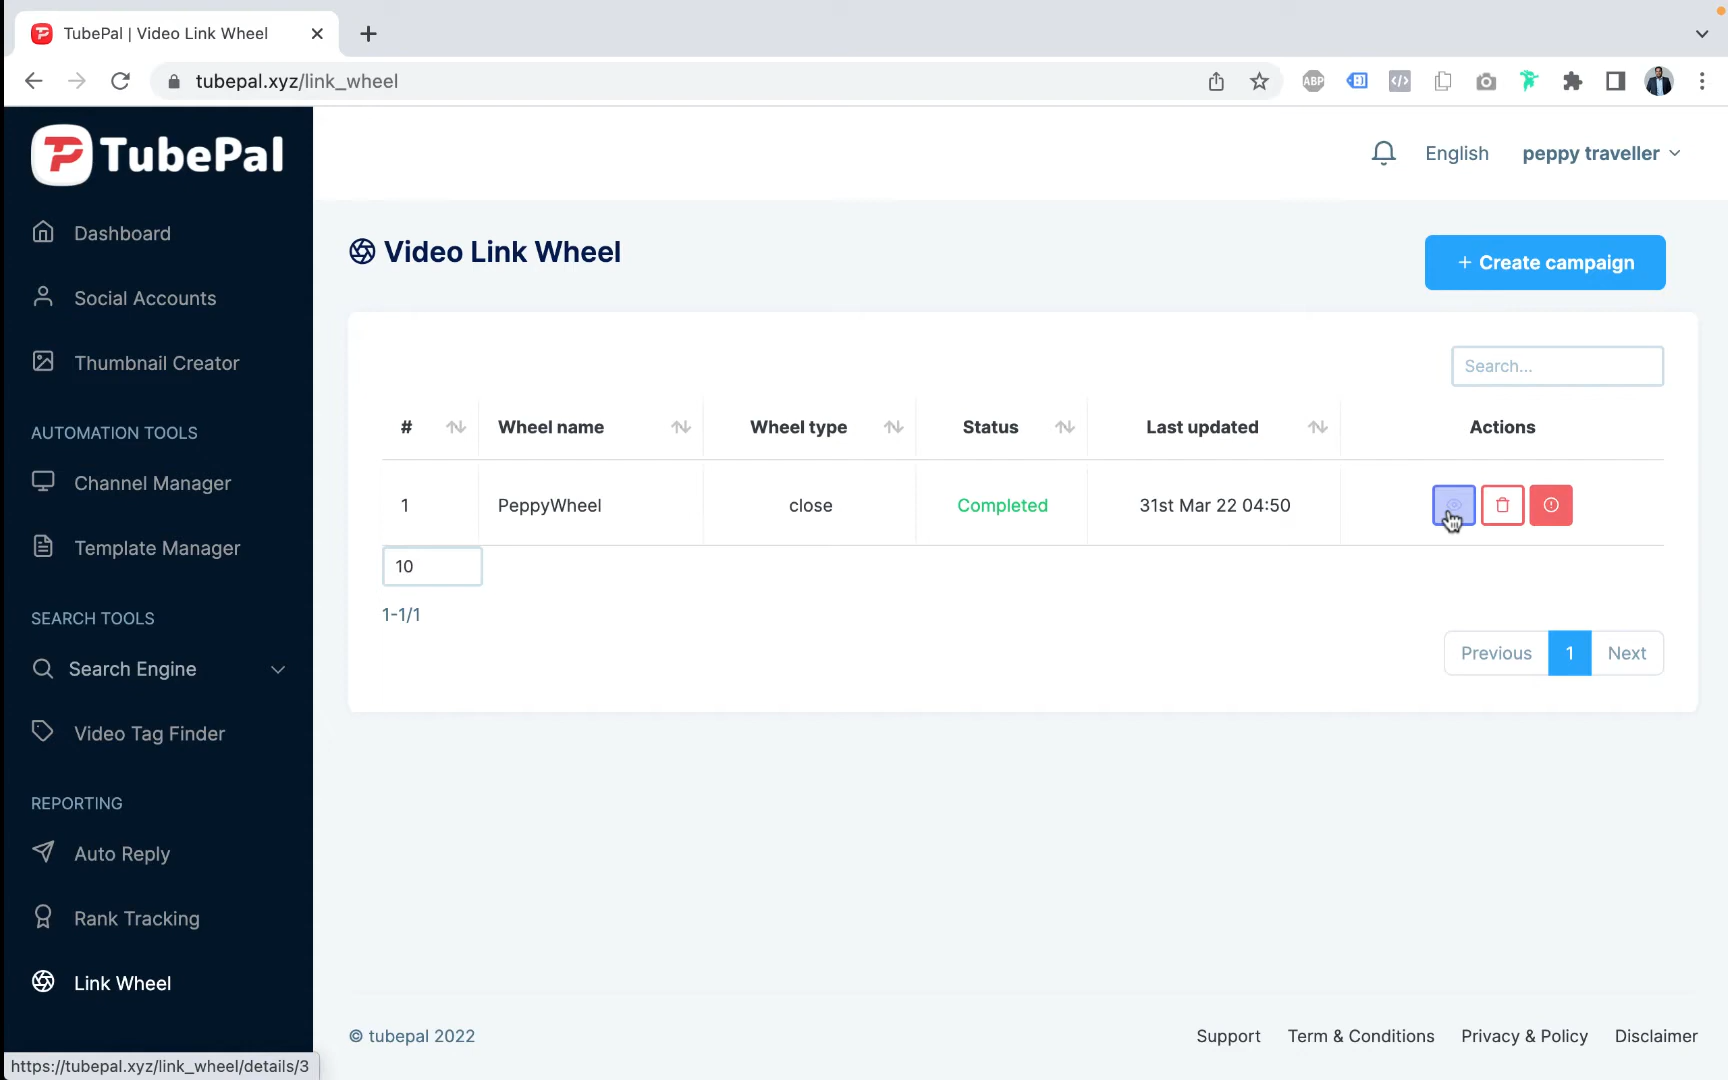 TubePal | Video Link Wheel
tubepal.xyz/link_wheel
ABP
TubePal
English
peppy traveller
Dashboard
Social Accounts
Thumbnail Creator
AUTOMATION TOOLS
Channel Manager
Template Manager
SEARCH TOOLS
Search Engine
Video Tag Finder
REPORTING
Auto Reply
Rank Tracking
Link Wheel
Video Link Wheel
+ Create campaign
Search...
# Wheel name Wheel type Status Last updated Actions
1 PeppyWheel close Completed 31st Mar 22 04:50
10
1-1/1
Previous 1 Next
© tubepal 2022
Support Term & Conditions Privacy & Policy Disclaimer
https://tubepal.xyz/link_wheel/details/3